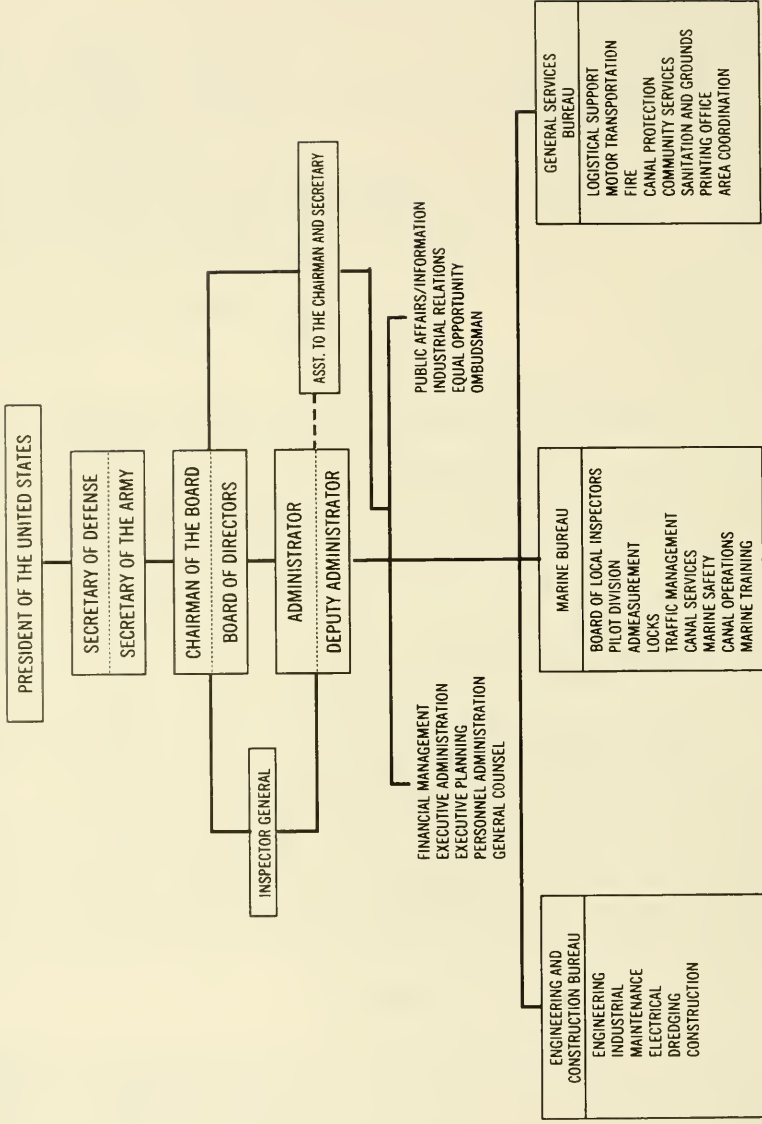 PRESIDENT OF THE UNITED STATES
SECRETARY OF DEFENSE
SECRETARY OF THE ARMY
CHAIRMAN OF THE BOARD
BOARD OF DIRECTORS
INSPECTOR GENERAL
ADMINISTRATOR
DEPUTY ADMINISTRATOR
ASST. TO THE CHAIRMAN AND SECRETARY
FINANCIAL MANAGEMENT
EXECUTIVE ADMINISTRATION
EXECUTIVE PLANNING
PERSONNEL ADMINISTRATION
GENERAL COUNSEL
PUBLIC AFFAIRS/INFORMATION
INDUSTRIAL RELATIONS
EQUAL OPPORTUNITY
OMBUDSMAN
ENGINEERING AND
CONSTRUCTION BUREAU
ENGINEERING
INDUSTRIAL
MAINTENANCE
ELECTRICAL
DREDGING
CONSTRUCTION
MARINE BUREAU
BOARD OF LOCAL INSPECTORS
PILOT DIVISION
ADMEASUREMENT
LOCKS
TRAFFIC MANAGEMENT
CANAL SERVICES
MARINE SAFETY
CANAL OPERATIONS
MARINE TRAINING
GENERAL SERVICES
BUREAU
LOGISTICAL SUPPORT
MOTOR TRANSPORTATION
FIRE
CANAL PROTECTION
COMMUNITY SERVICES
SANITATION AND GROUNDS
PRINTING OFFICE
AREA COORDINATION